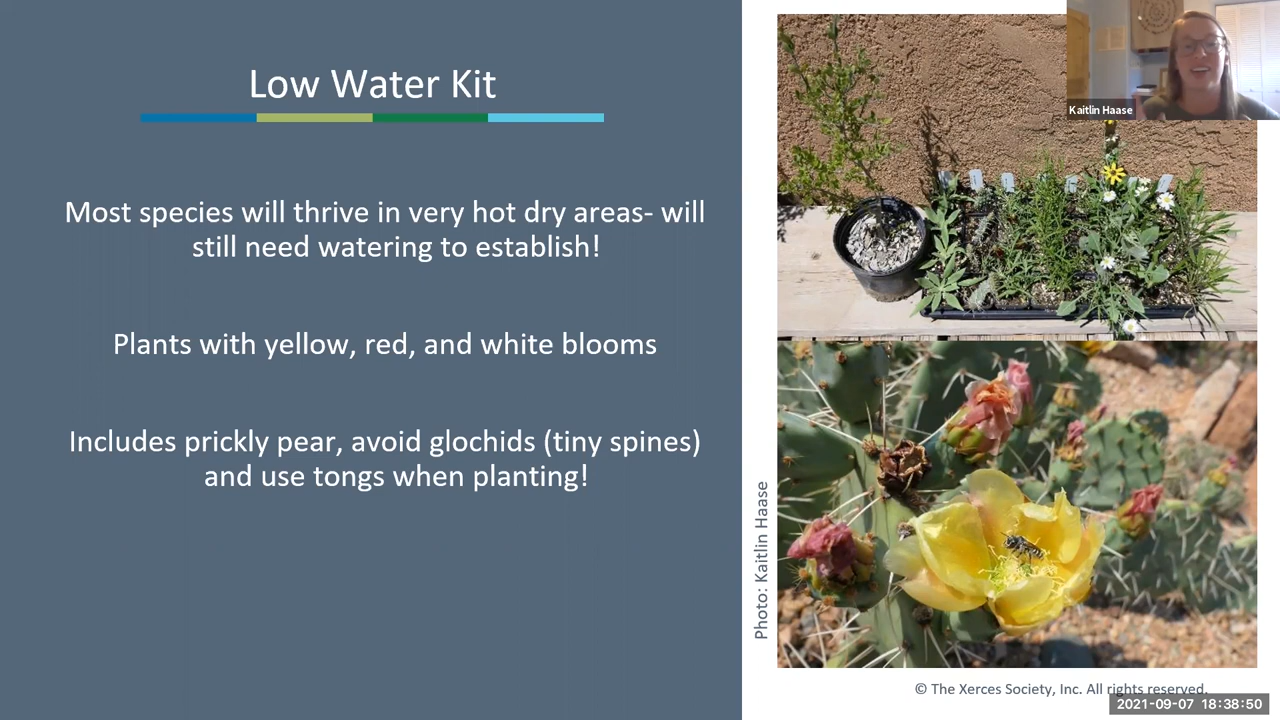 Low Water Kit
Most species will thrive in very hot dry areas- will
still need watering to establish!
Plants with yellow, red, and white blooms
Includes prickly pear, avoid glochids (tiny spines)
and use tongs when planting!
Kaitlin Haase
Photo: Kaitlin Haase
© The Xerces Society, Inc. All rights reserved.
2021-09-07 18:38:50